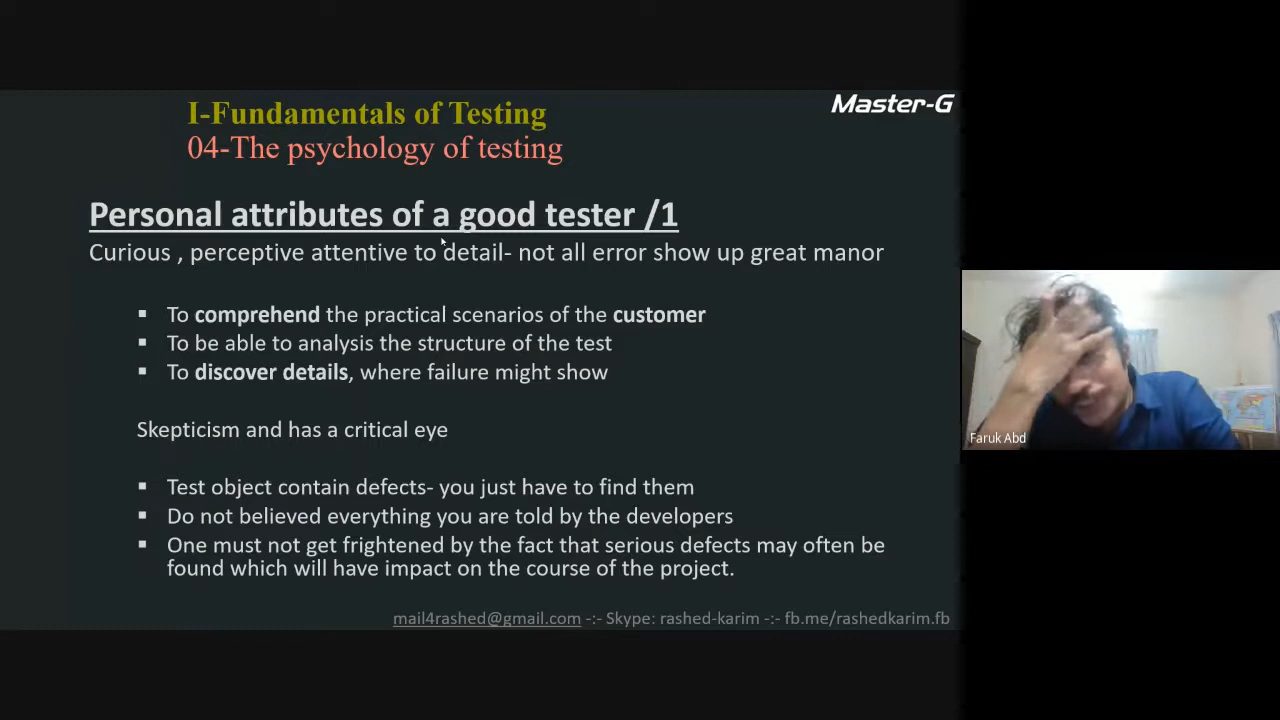 I-Fundamentals of Testing
Master-G
04-The psychology of testing
Personal attributes of a good tester /1
Curious , perceptive attentive to detail- not all error show up great manor
▪ To comprehend the practical scenarios of the customer
▪ To be able to analysis the structure of the test
▪ To discover details, where failure might show
Skepticism and has a critical eye
▪ Test object contain defects- you just have to find them
▪ Do not believed everything you are told by the developers
▪ One must not get frightened by the fact that serious defects may often be
found which will have impact on the course of the project.
mail4rashed@gmail.com -:- Skype: rashed-karim -:- fb.me/rashedkarim.fb
Faruk Abd